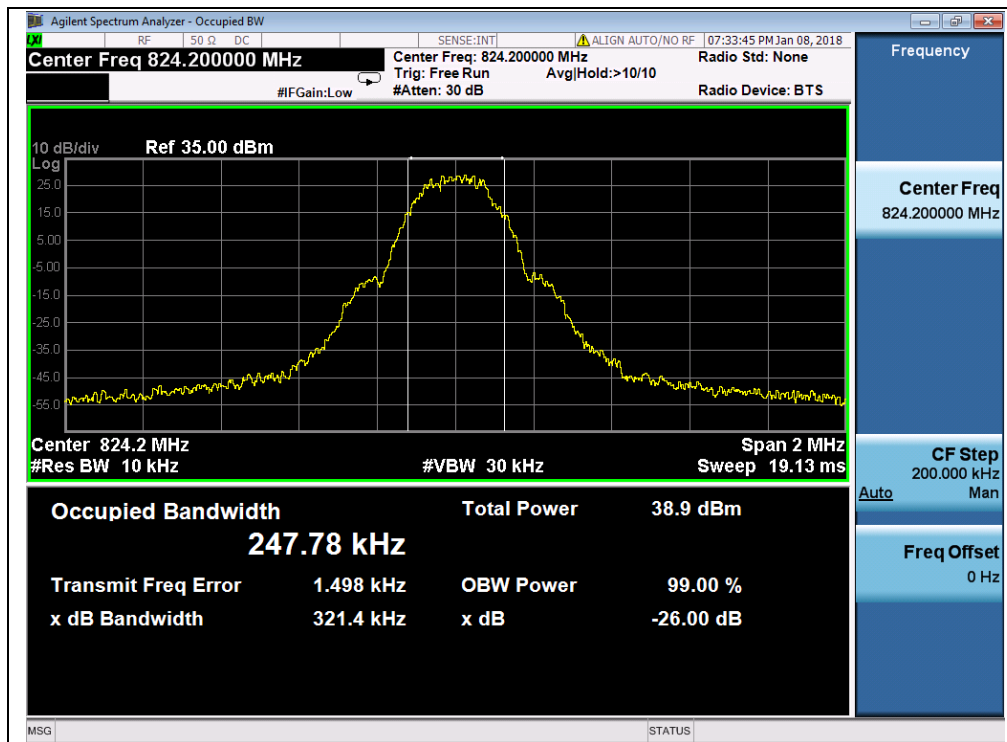 Agilent Spectrum Analyzer - Occupied BW
LXI RF 50 Ω DC SENSE:INT ALIGN AUTO/NO RF 07:33:45 PM Jan 08, 2018
Center Freq 824.200000 MHz
Center Freq: 824.200000 MHz Radio Std: None
Trig: Free Run Avg|Hold:>10/10
#IFGain:Low #Atten: 30 dB Radio Device: BTS
10 dB/div Ref 35.00 dBm
Log
25.0
15.0
5.00
-5.00
-15.0
-25.0
-35.0
-45.0
-55.0
Center 824.2 MHz Span 2 MHz
#Res BW 10 kHz #VBW 30 kHz Sweep 19.13 ms
Occupied Bandwidth Total Power 38.9 dBm
247.78 kHz
Transmit Freq Error 1.498 kHz OBW Power 99.00 %
x dB Bandwidth 321.4 kHz x dB -26.00 dB
MSG STATUS
Frequency
Center Freq
824.200000 MHz
CF Step
200.000 kHz
Auto Man
Freq Offset
0 Hz